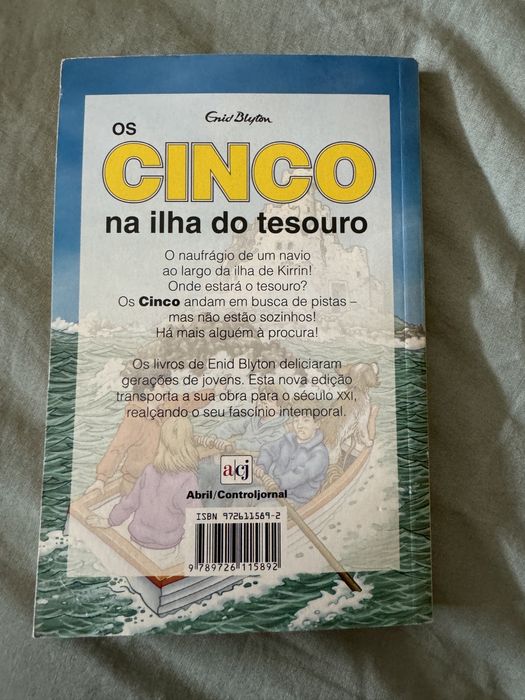 Enid Blyton
OS
CINCO
na ilha do tesouro
O naufrágio de um navio
ao largo da ilha de Kirrin!
Onde estará o tesouro?
Os Cinco andam em busca de pistas –
mas não estão sozinhos!
Há mais alguém à procura!
Os livros de Enid Blyton deliciaram
gerações de jovens. Esta nova edição
transporta a sua obra para o século XXI,
realçando o seu fascínio intemporal.
a|cj
Abril/Controljornal
ISBN 972611589-2
9 789726 115892